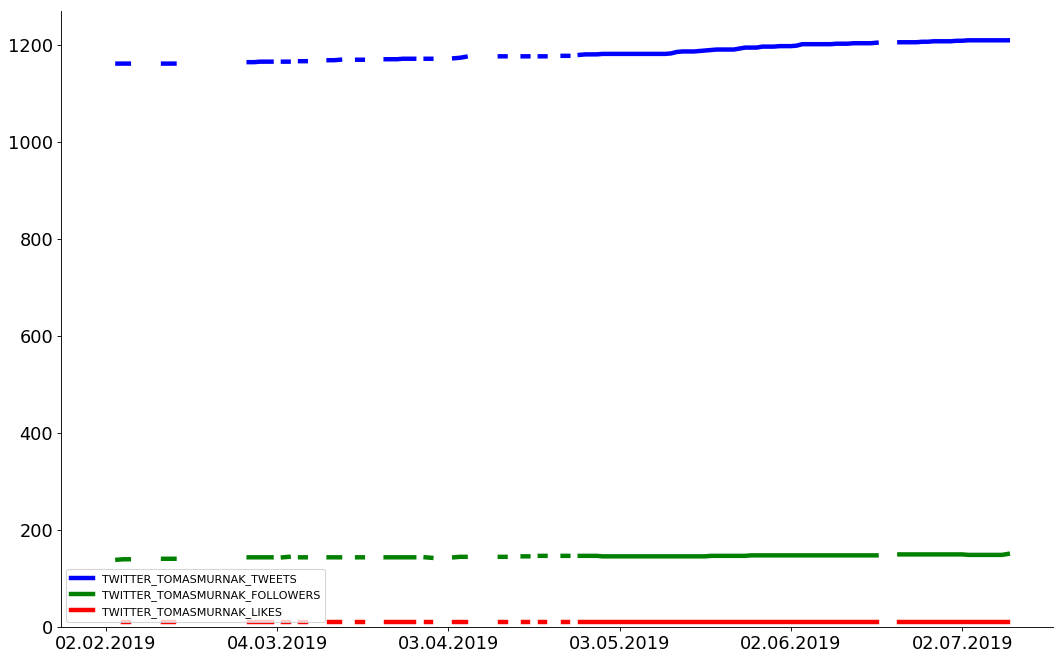 1200
1000
800
600
400
200
0
TWITTER_TOMASMURNAK_TWEETS
TWITTER_TOMASMURNAK_FOLLOWERS
TWITTER_TOMASMURNAK_LIKES
02.02.2019 04.03.2019 03.04.2019 03.05.2019 02.06.2019 02.07.2019